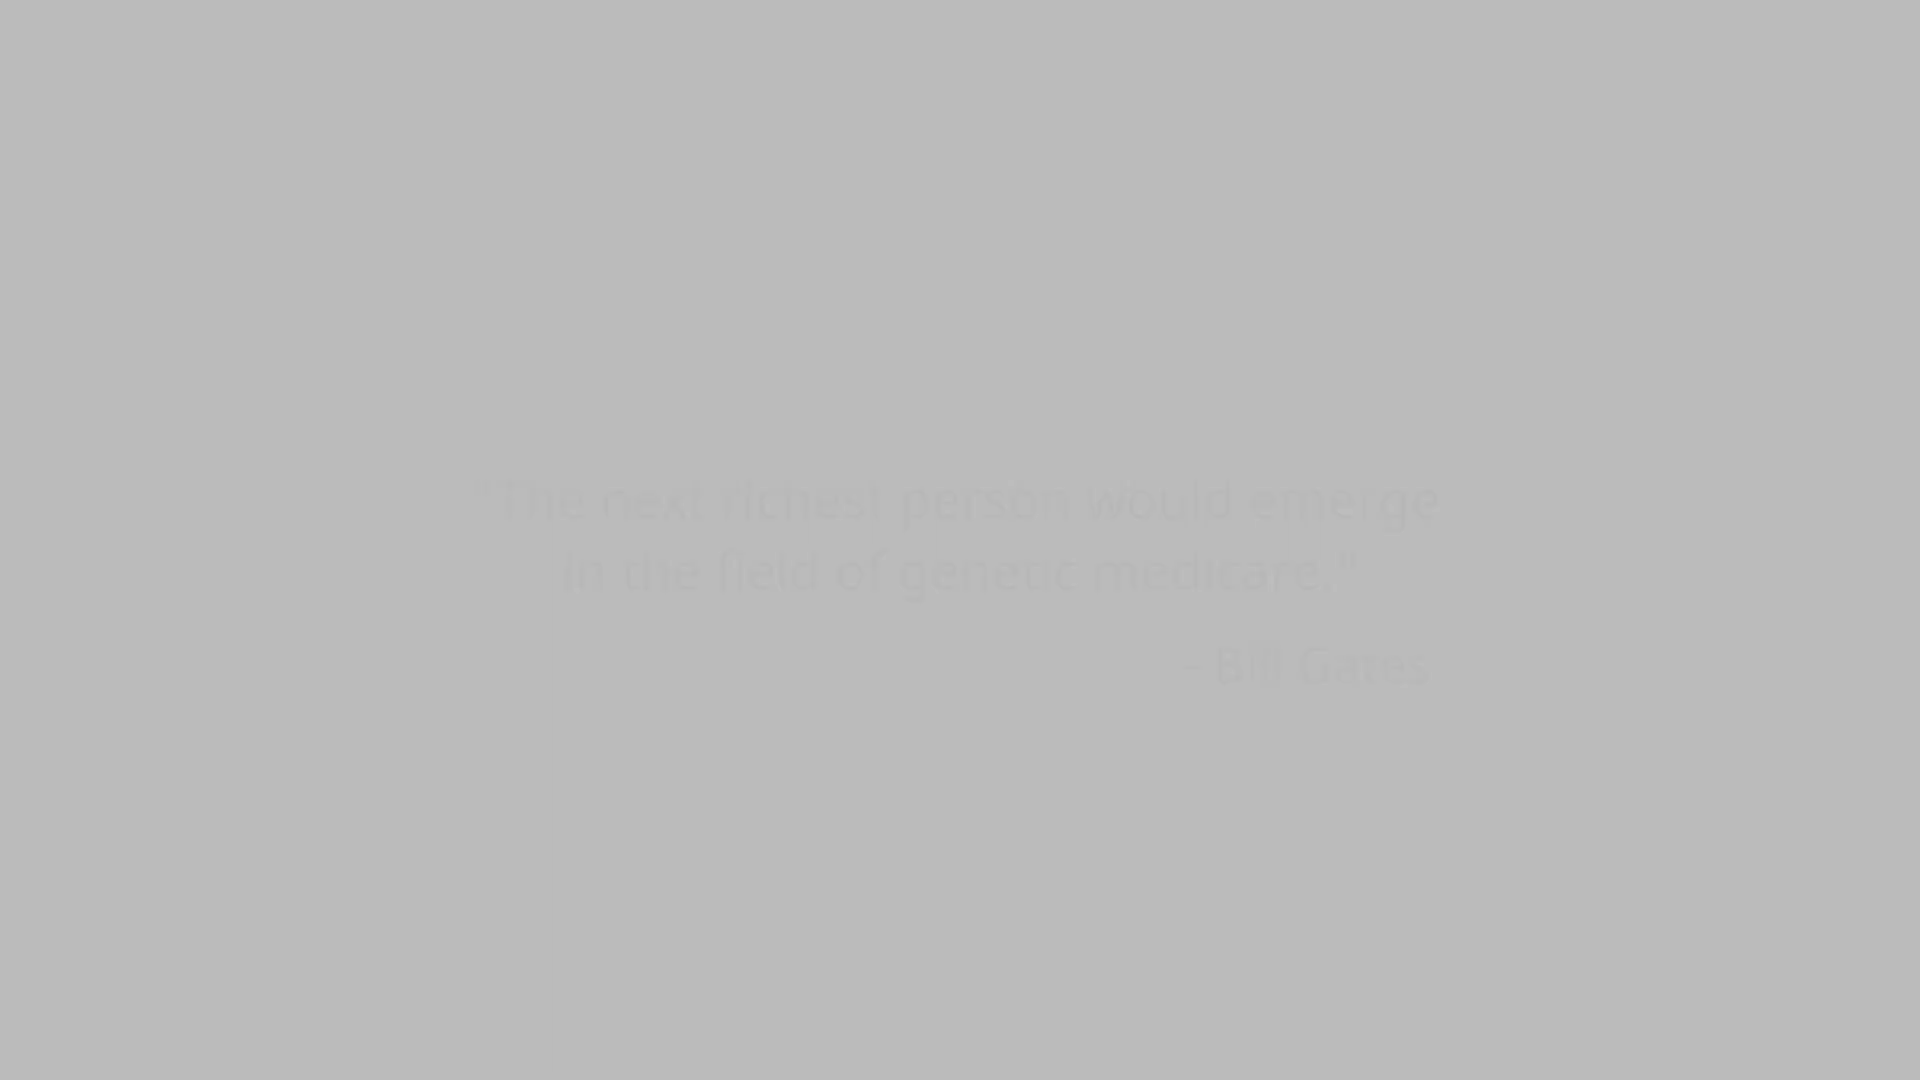 "The next richest person would emerge
in the field of genetic medicare."
- Bill Gates